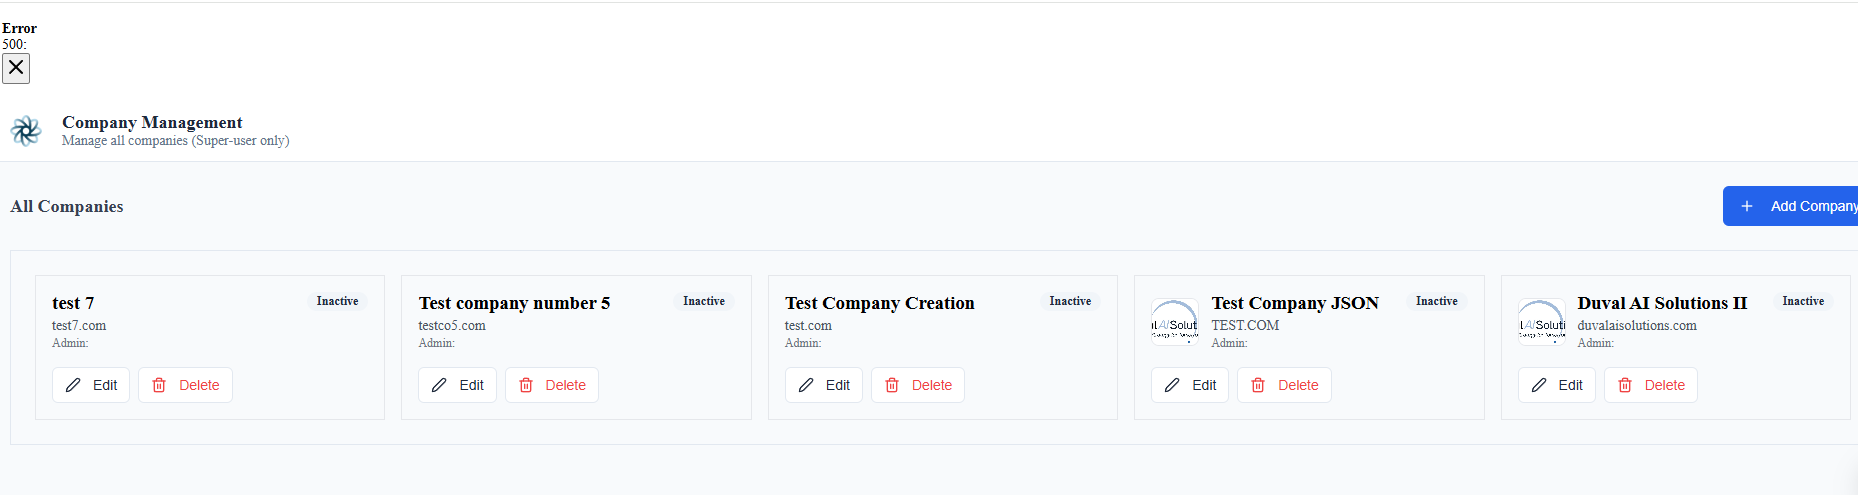 Error
500:
Company Management
Manage all companies (Super-user only)
All Companies
Add Company
test 7
Inactive
test7.com
Admin:
Edit
Delete
Test company number 5
Inactive
testco5.com
Admin:
Edit
Delete
Test Company Creation
Inactive
test.com
Admin:
Edit
Delete
Test Company JSON
Inactive
TEST.COM
Admin:
Edit
Delete
Duval AI Solutions II
Inactive
duvalaisolutions.com
Admin:
Edit
Delete